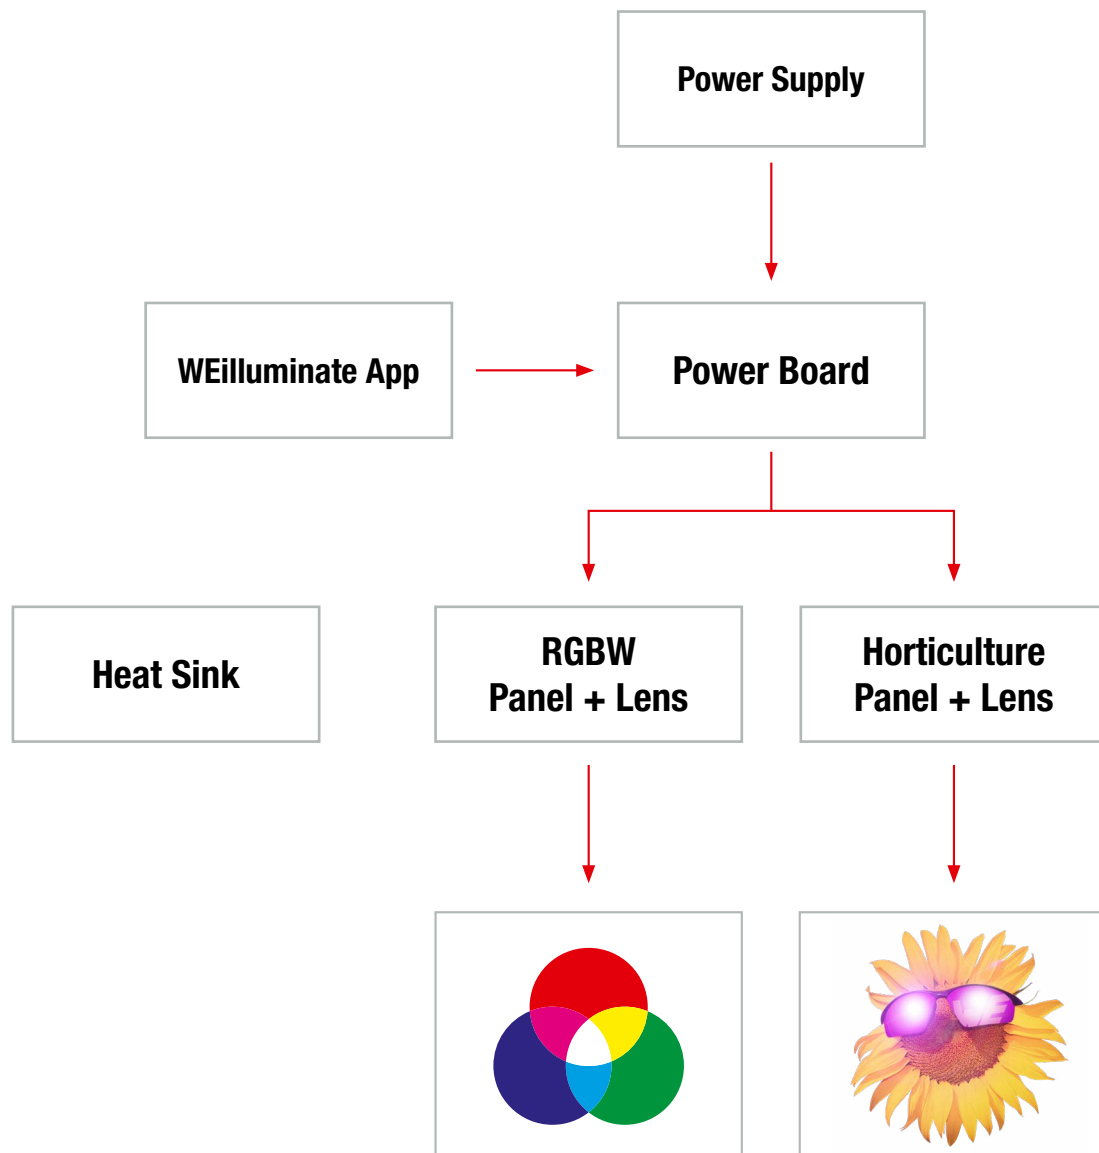 Power Supply
WEilluminate App
Power Board
Heat Sink
RGBW
Panel + Lens
Horticulture
Panel + Lens